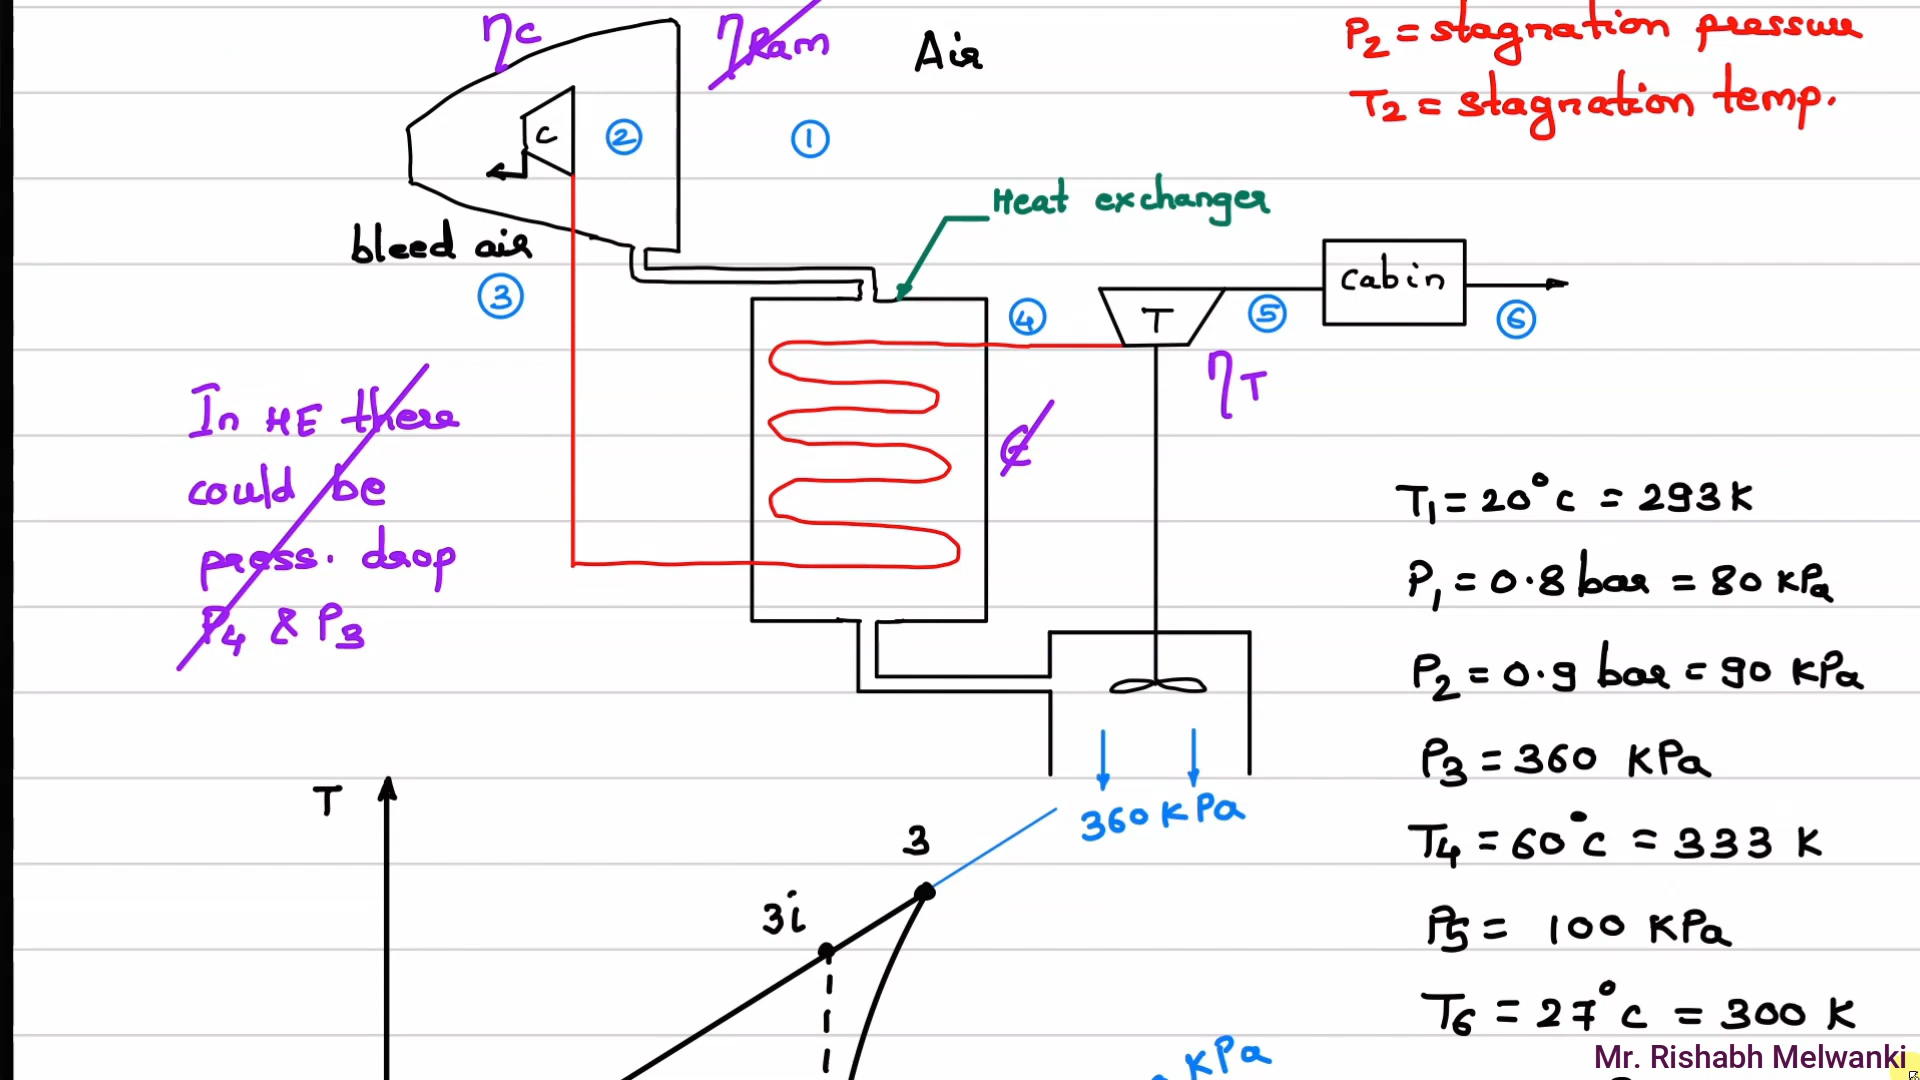 ηc
ηRam
Air
P2 = stagnation pressure
T2 = stagnation temp.
C
②
①
Heat exchanger
bleed air
③
④
T
⑤
cabin
⑥
ηT
In HE there
could be
press. drop
P4 & P3
T1 = 20°c = 293K
P1 = 0.8 bar = 80 KPa
P2 = 0.9 bar = 90 KPa
P3 = 360 KPa
360 KPa
T
3
T4 = 60°c = 333 K
3i
P5 = 100 KPa
T6 = 27°c = 300 K
KPa
Mr. Rishabh Melwanki